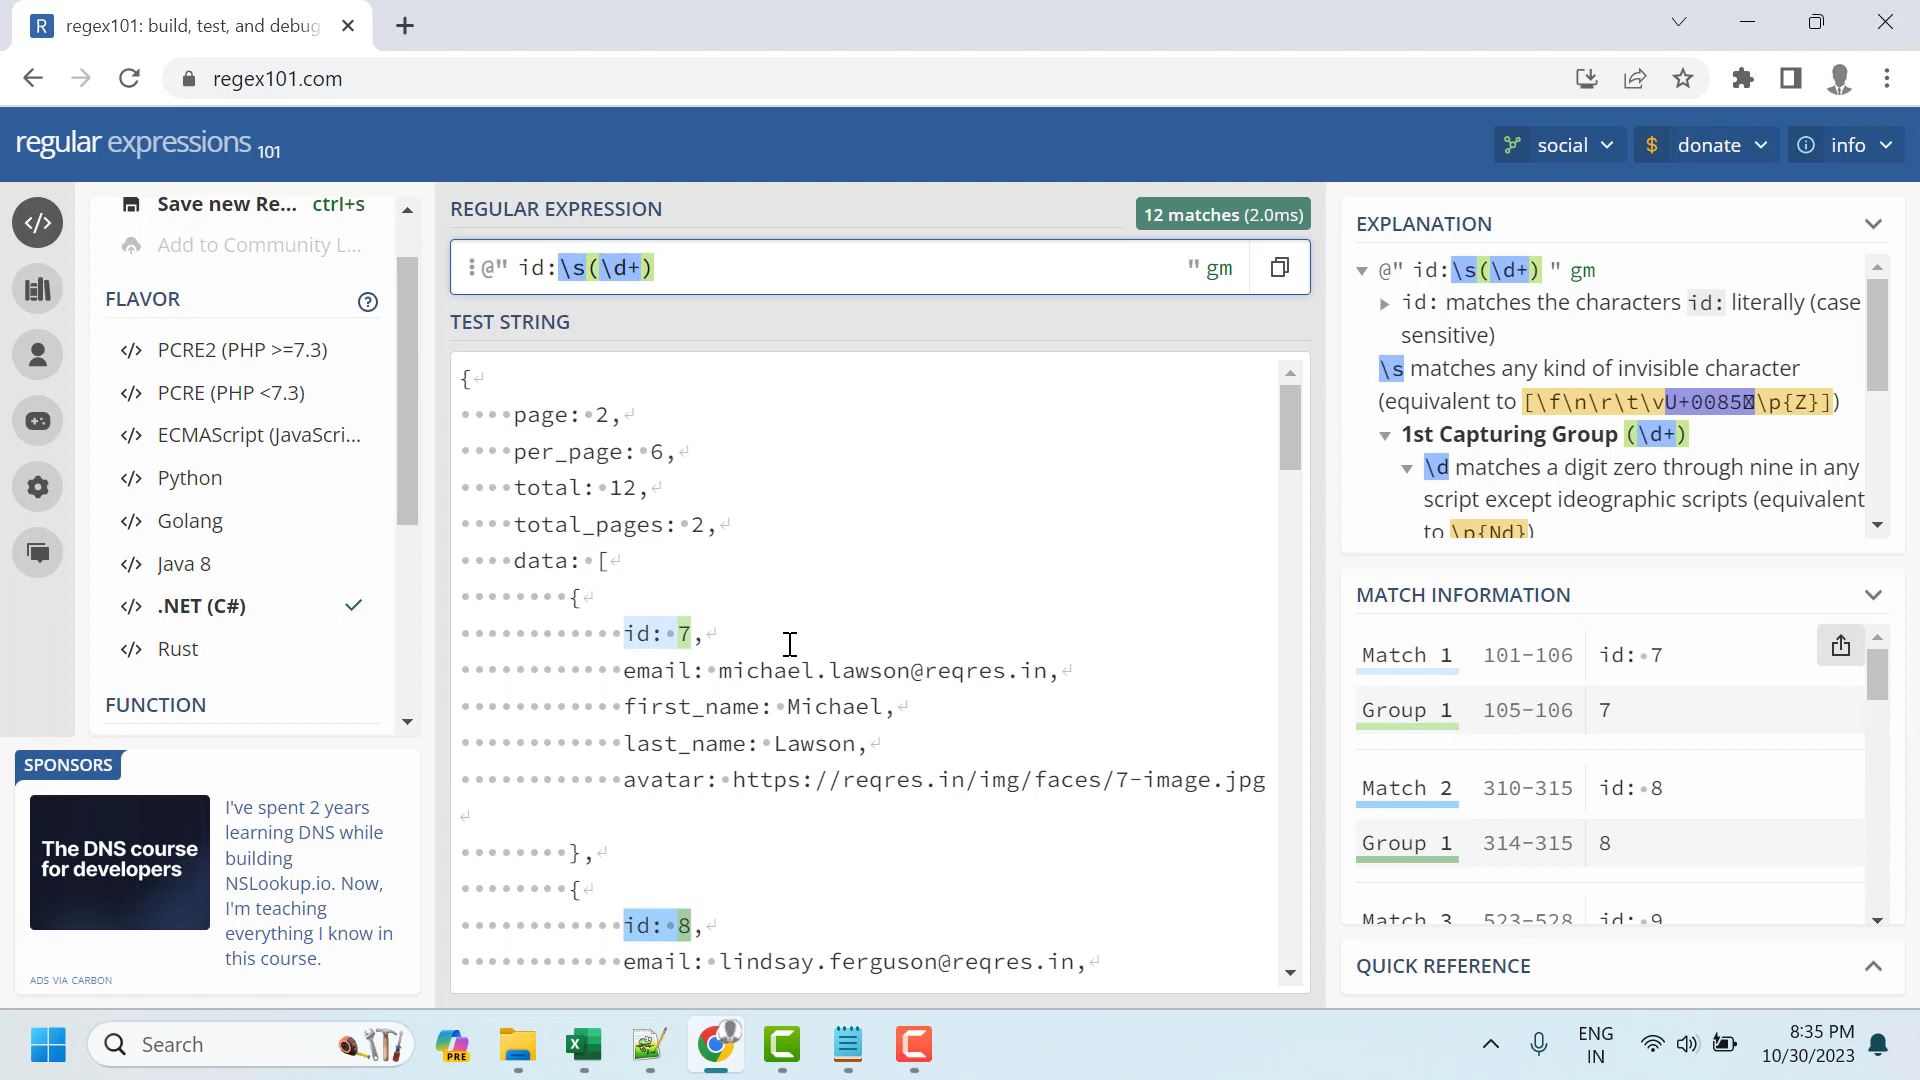 R regex101: build, test, and debug
regex101.com
regular expressions 101
social
$ donate
info
Save new Re... ctrl+s
Add to Community L...
FLAVOR
</> PCRE2 (PHP >=7.3)
</> PCRE (PHP <7.3)
</> ECMAScript (JavaScri...
</> Python
</> Golang
</> Java 8
</> .NET (C#)
</> Rust
FUNCTION
SPONSORS
The DNS course
for developers
I've spent 2 years
learning DNS while
building
NSLookup.io. Now,
I'm teaching
everything I know in
this course.
ADS VIA CARBON
REGULAR EXPRESSION
12 matches (2.0ms)
@" id:\s(\d+) " gm
TEST STRING
{
page: 2,
per_page: 6,
total: 12,
total_pages: 2,
data: [
{
id: 7,
email: michael.lawson@reqres.in,
first_name: Michael,
last_name: Lawson,
avatar: https://reqres.in/img/faces/7-image.jpg
},
{
id: 8,
email: lindsay.ferguson@reqres.in,
EXPLANATION
@" id:\s(\d+) " gm
id: matches the characters id: literally (case
sensitive)
\s matches any kind of invisible character
(equivalent to [\f\n\r\t\vU+0085\p{Z}])
1st Capturing Group (\d+)
\d matches a digit zero through nine in any
script except ideographic scripts (equivalent
to \p{Nd})
MATCH INFORMATION
Match 1 101-106 id: 7
Group 1 105-106 7
Match 2 310-315 id: 8
Group 1 314-315 8
Match 3 523-528 id: 9
QUICK REFERENCE
Search
PRE
ENG
IN
8:35 PM
10/30/2023